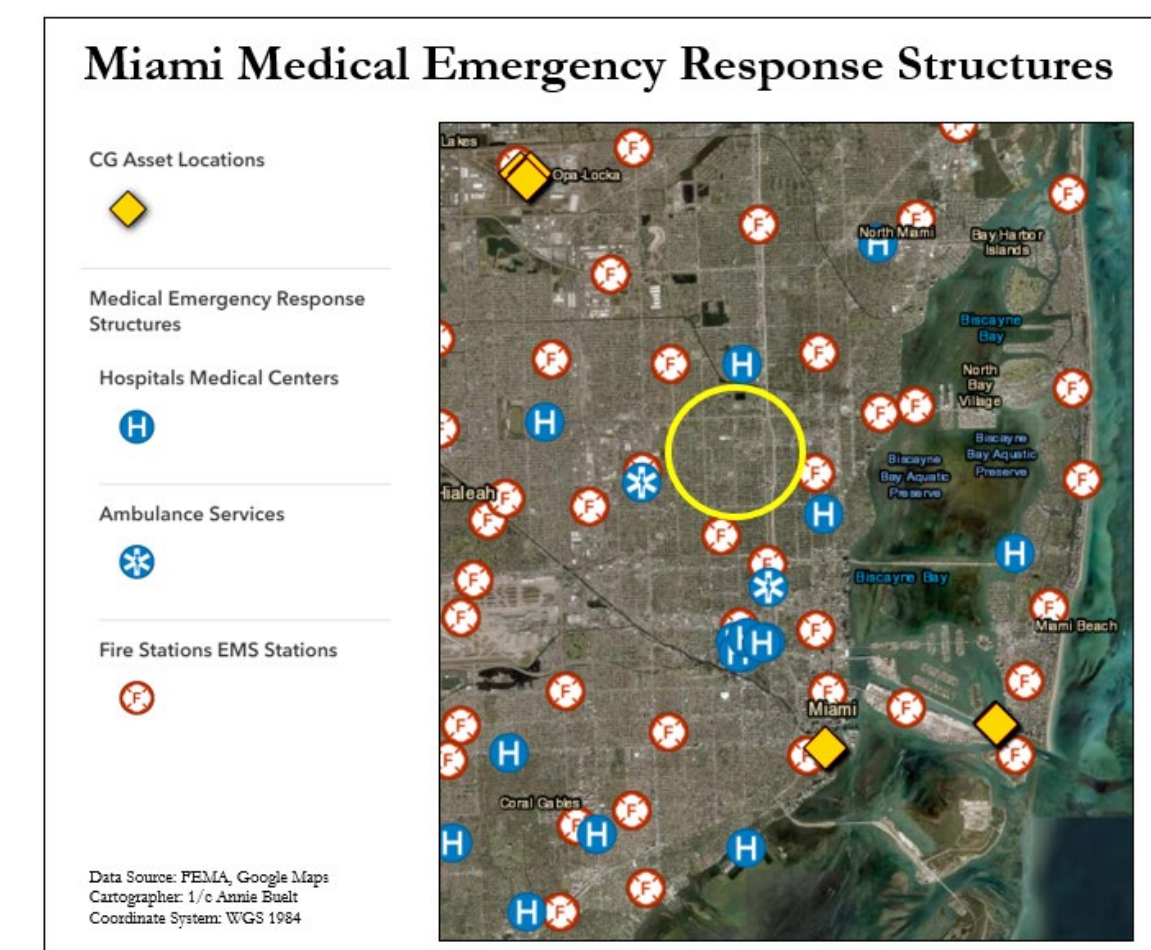 Miami Medical Emergency Response Structures
CG Asset Locations
Medical Emergency Response
Structures
Hospitals Medical Centers
H
Ambulance Services
Fire Stations EMS Stations
F
Data Source: FEMA, Google Maps
Cartographer: 1/c Annie Buelt
Coordinate System: WGS 1984
Lakes
Opa-Locka
North Miami
Bay Harbor
Islands
Biscayne
Bay
North
Bay
Village
Biscayne
Bay Aquatic
Preserve
Biscayne
Bay Aquatic
Preserve
Hialeah
Biscayne Bay
Miami Beach
Miami
Coral Gables